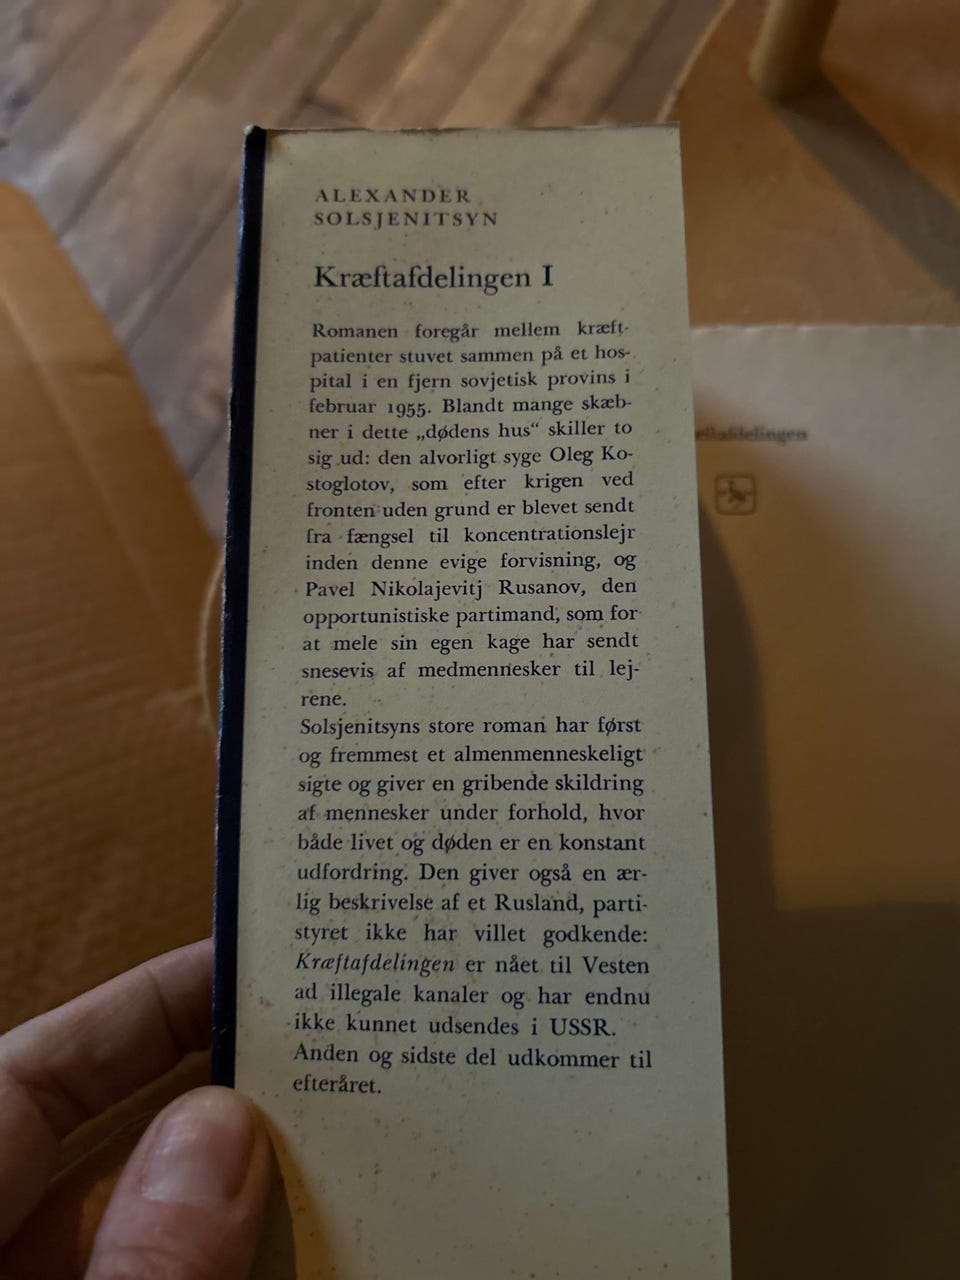 ALEXANDER
SOLSJENITSYN
Kræftafdelingen I
Romanen foregår mellem kræft-
patienter stuvet sammen på et hos-
pital i en fjern sovjetisk provins i
februar 1955. Blandt mange skæb-
ner i dette „dødens hus“ skiller to
sig ud: den alvorligt syge Oleg Ko-
stoglotov, som efter krigen ved
fronten uden grund er blevet sendt
fra fængsel til koncentrationslejr
inden denne evige forvisning, og
Pavel Nikolajevitj Rusanov, den
opportunistiske partimand, som for
at mele sin egen kage har sendt
snesevis af medmennesker til lej-
rene.
Solsjenitsyns store roman har først
og fremmest et almenmenneskeligt
sigte og giver en gribende skildring
af mennesker under forhold, hvor
både livet og døden er en konstant
udfordring. Den giver også en ær-
lig beskrivelse af et Rusland, parti-
styret ikke har villet godkende:
Kræftafdelingen er nået til Vesten
ad illegale kanaler og har endnu
ikke kunnet udsendes i USSR.
Anden og sidste del udkommer til
efteråret.